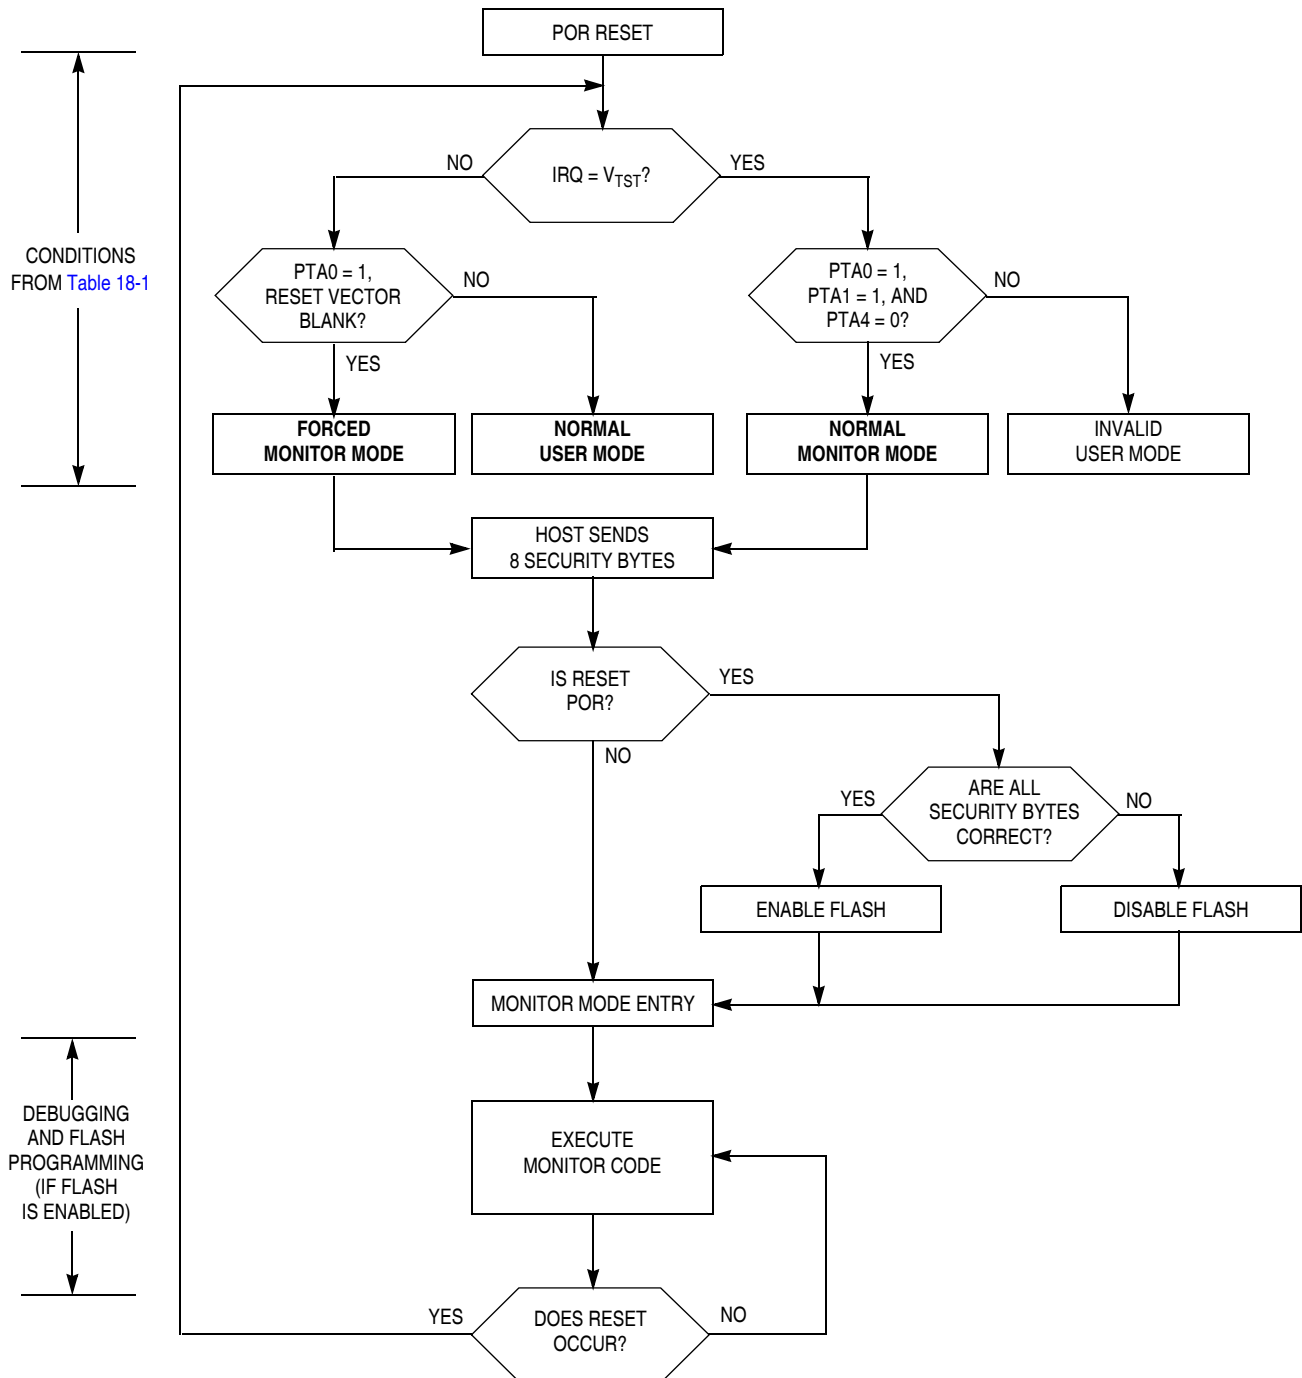 POR RESET
NO
IRQ = VTST?
YES
CONDITIONS
FROM Table 18-1
PTA0 = 1,
RESET VECTOR
BLANK?
NO
YES
PTA0 = 1,
PTA1 = 1, AND
PTA4 = 0?
NO
YES
FORCED
MONITOR MODE
NORMAL
USER MODE
NORMAL
MONITOR MODE
INVALID
USER MODE
HOST SENDS
8 SECURITY BYTES
IS RESET
POR?
YES
NO
YES
ARE ALL
SECURITY BYTES
CORRECT?
NO
ENABLE FLASH
DISABLE FLASH
MONITOR MODE ENTRY
DEBUGGING
AND FLASH
PROGRAMMING
(IF FLASH
IS ENABLED)
EXECUTE
MONITOR CODE
YES
DOES RESET
OCCUR?
NO